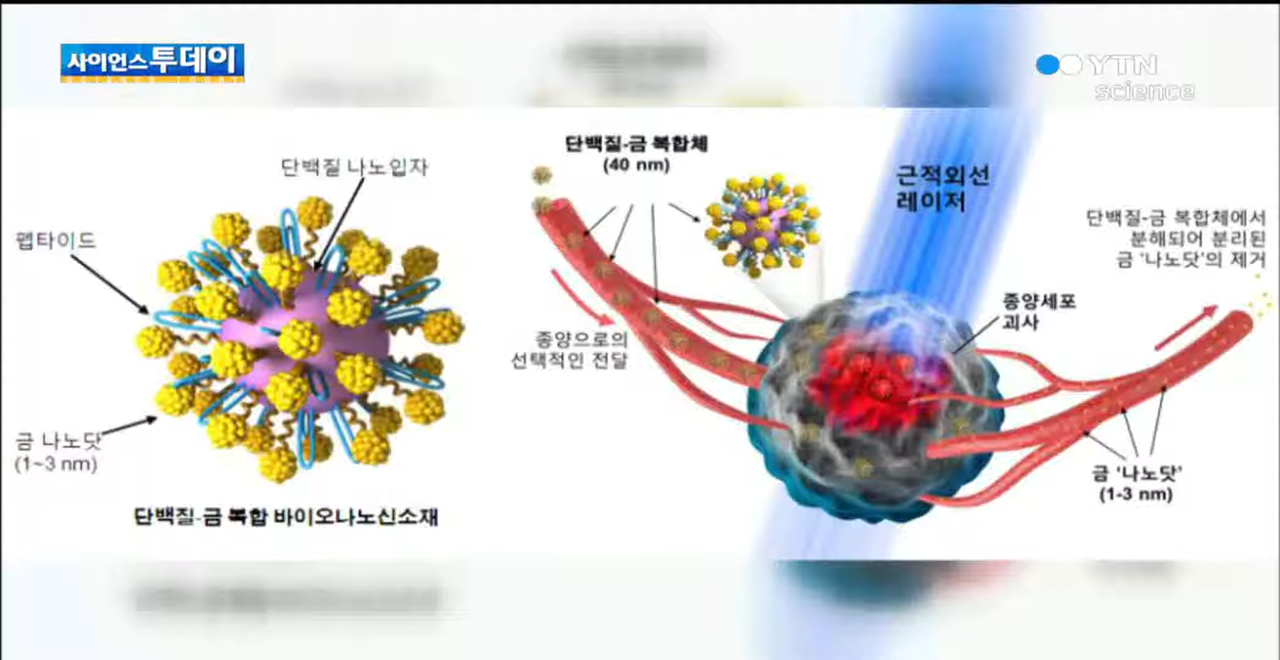 사이언스투데이
YTN
science
단백질 나노입자
펩타이드
금 나노닷
(1~3 nm)
단백질-금 복합 바이오나노신소재
단백질-금 복합체
(40 nm)
근적외선
레이저
종양으로의
선택적인 전달
종양세포
괴사
단백질-금 복합체에서
분해되어 분리된
금 ‘나노닷’의 제거
금 ‘나노닷’
(1-3 nm)